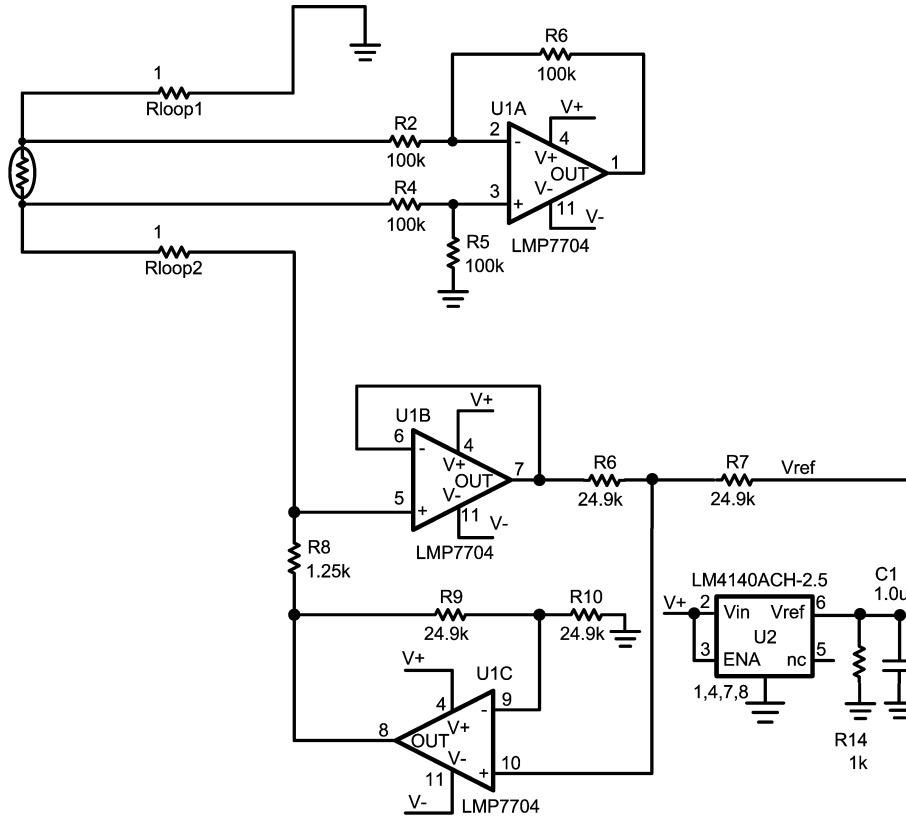 R6
100k
1
Rloop1
U1A
V+
R2
100k
2
-
4
V+
OUT
1
R4
100k
3
+
V-
11
V-
LMP7704
1
Rloop2
R5
100k
V+
U1B
6
-
4
V+
OUT
7
R6
24.9k
R7
24.9k
Vref
5
+
V-
11
V-
LMP7704
R8
1.25k
R9
24.9k
R10
24.9k
LM4140ACH-2.5
C1
1.0u
V+
2
Vin
Vref
6
U2
3
ENA
nc
5
1,4,7,8
R14
1k
V+
U1C
4
-
9
V+
8
OUT
V-
+
10
11
V-
LMP7704